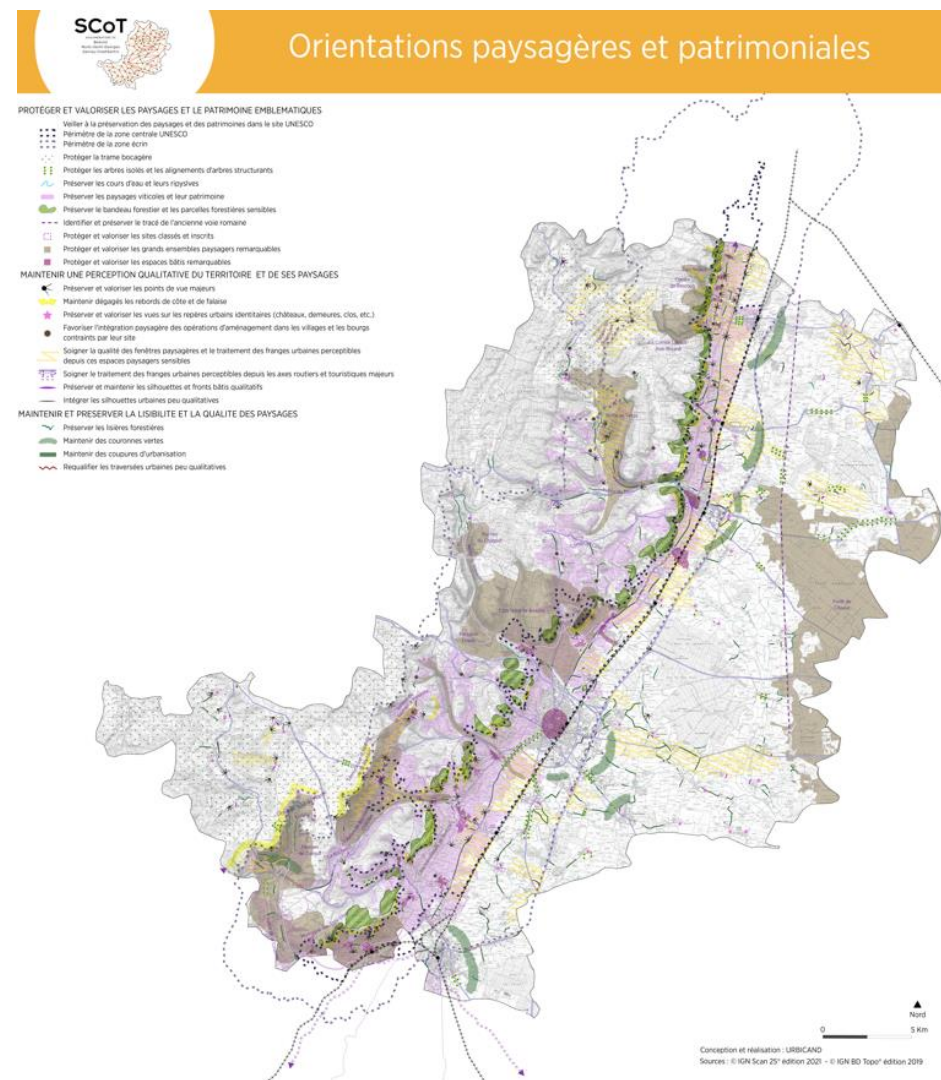 SCoT
Orientations paysagères et patrimoniales
PROTÉGER ET VALORISER LES PAYSAGES ET LE PATRIMOINE EMBLEMATIQUES
Veiller à la préservation des paysages et des patrimoines dans le site UNESCO
Périmètre de la zone centrale UNESCO
Périmètre de la zone écrin
Protéger la trame bocagère
Protéger les arbres isolés et les alignements d'arbres structurants
Préserver les cours d'eau et leurs ripysives
Préserver les paysages viticoles et leur patrimoine
Préserver le bandeau forestier et les parcelles forestières sensibles
Identifier et préserver le tracé de l'ancienne voie romaine
Protéger et valoriser les sites classés et inscrits
Protéger et valoriser les grands ensembles paysagers remarquables
Protéger et valoriser les espaces bâtis remarquables
MAINTENIR UNE PERCEPTION QUALITATIVE DU TERRITOIRE ET DE SES PAYSAGES
Préserver et valoriser les points de vue majeurs
Maintenir dégagés les rebords de côte et de falaise
Préserver et valoriser les vues sur les repères urbains identitaires (châteaux, demeures, clos, etc.)
Favoriser l'intégration paysagère des opérations d'aménagement dans les villages et les bourgs
contraints par leur site
Soigner la qualité des fenêtres paysagères et le traitement des franges urbaines perceptibles
depuis ces espaces paysagers sensibles
Soigner le traitement des franges urbaines perceptibles depuis les axes routiers et touristiques majeurs
Préserver et maintenir les silhouettes et fronts bâtis qualitatifs
Intégrer les silhouettes urbaines peu qualitatives
MAINTENIR ET PRESERVER LA LISIBILITE ET LA QUALITE DES PAYSAGES
Préserver les lisières forestières
Maintenir des couronnes vertes
Maintenir des coupures d'urbanisation
Requalifier les traversées urbaines peu qualitatives
Forêt de
Nord
0 5 Km
Conception et réalisation : URBICAND
Sources : © IGN Scan 25® édition 2021 - © IGN BD Topo® édition 2019